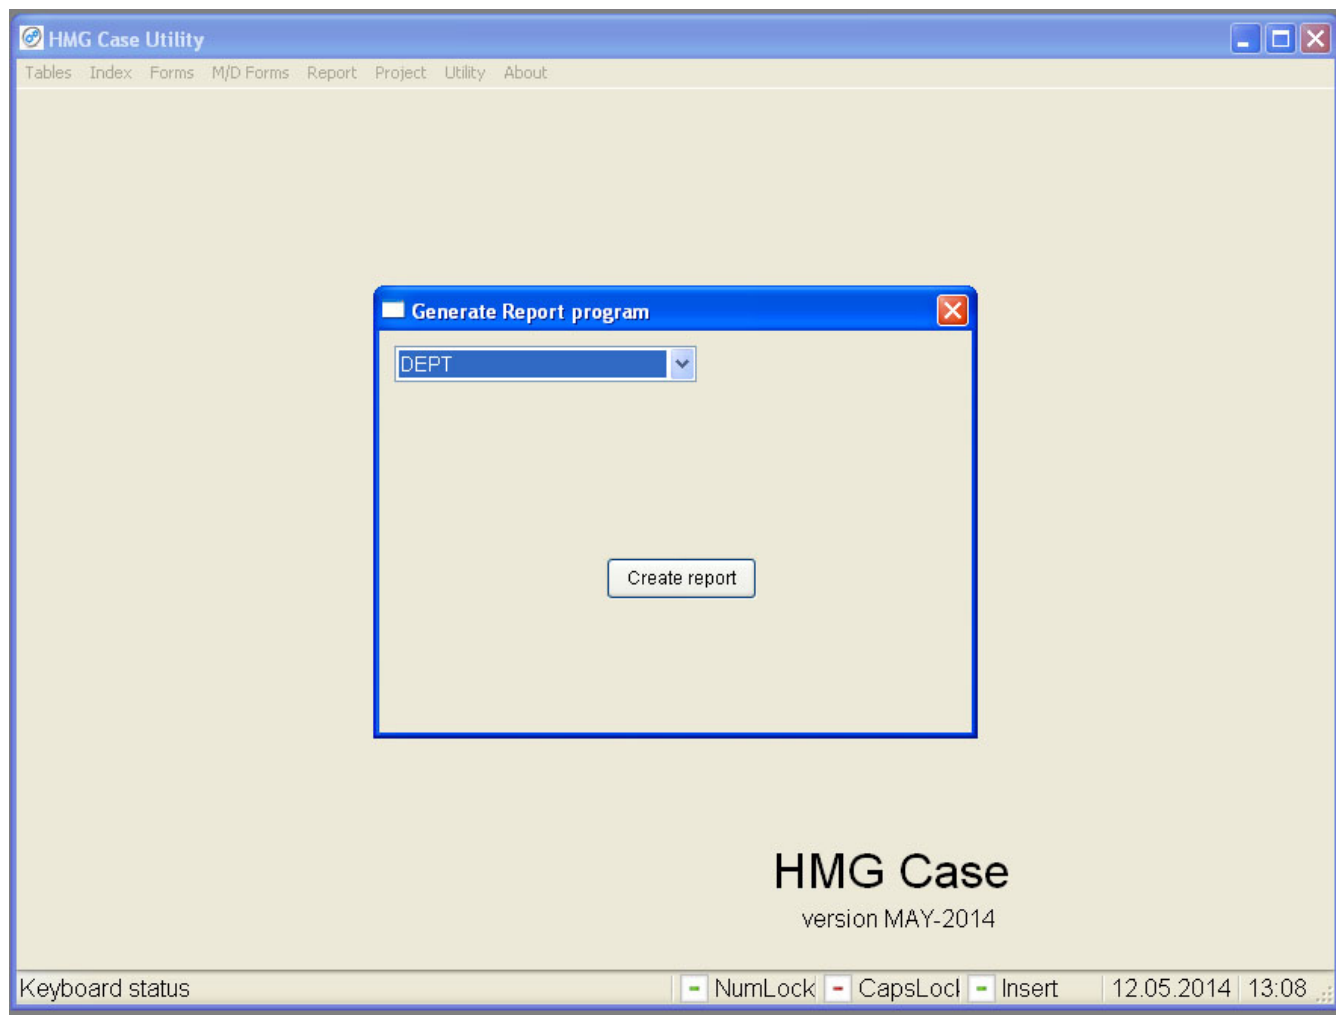 HMG Case Utility
Tables Index Forms M/D Forms Report Project Utility About
Generate Report program
DEPT
Create report
HMG Case
version MAY-2014
Keyboard status NumLock CapsLocl Insert 12.05.2014 13:08